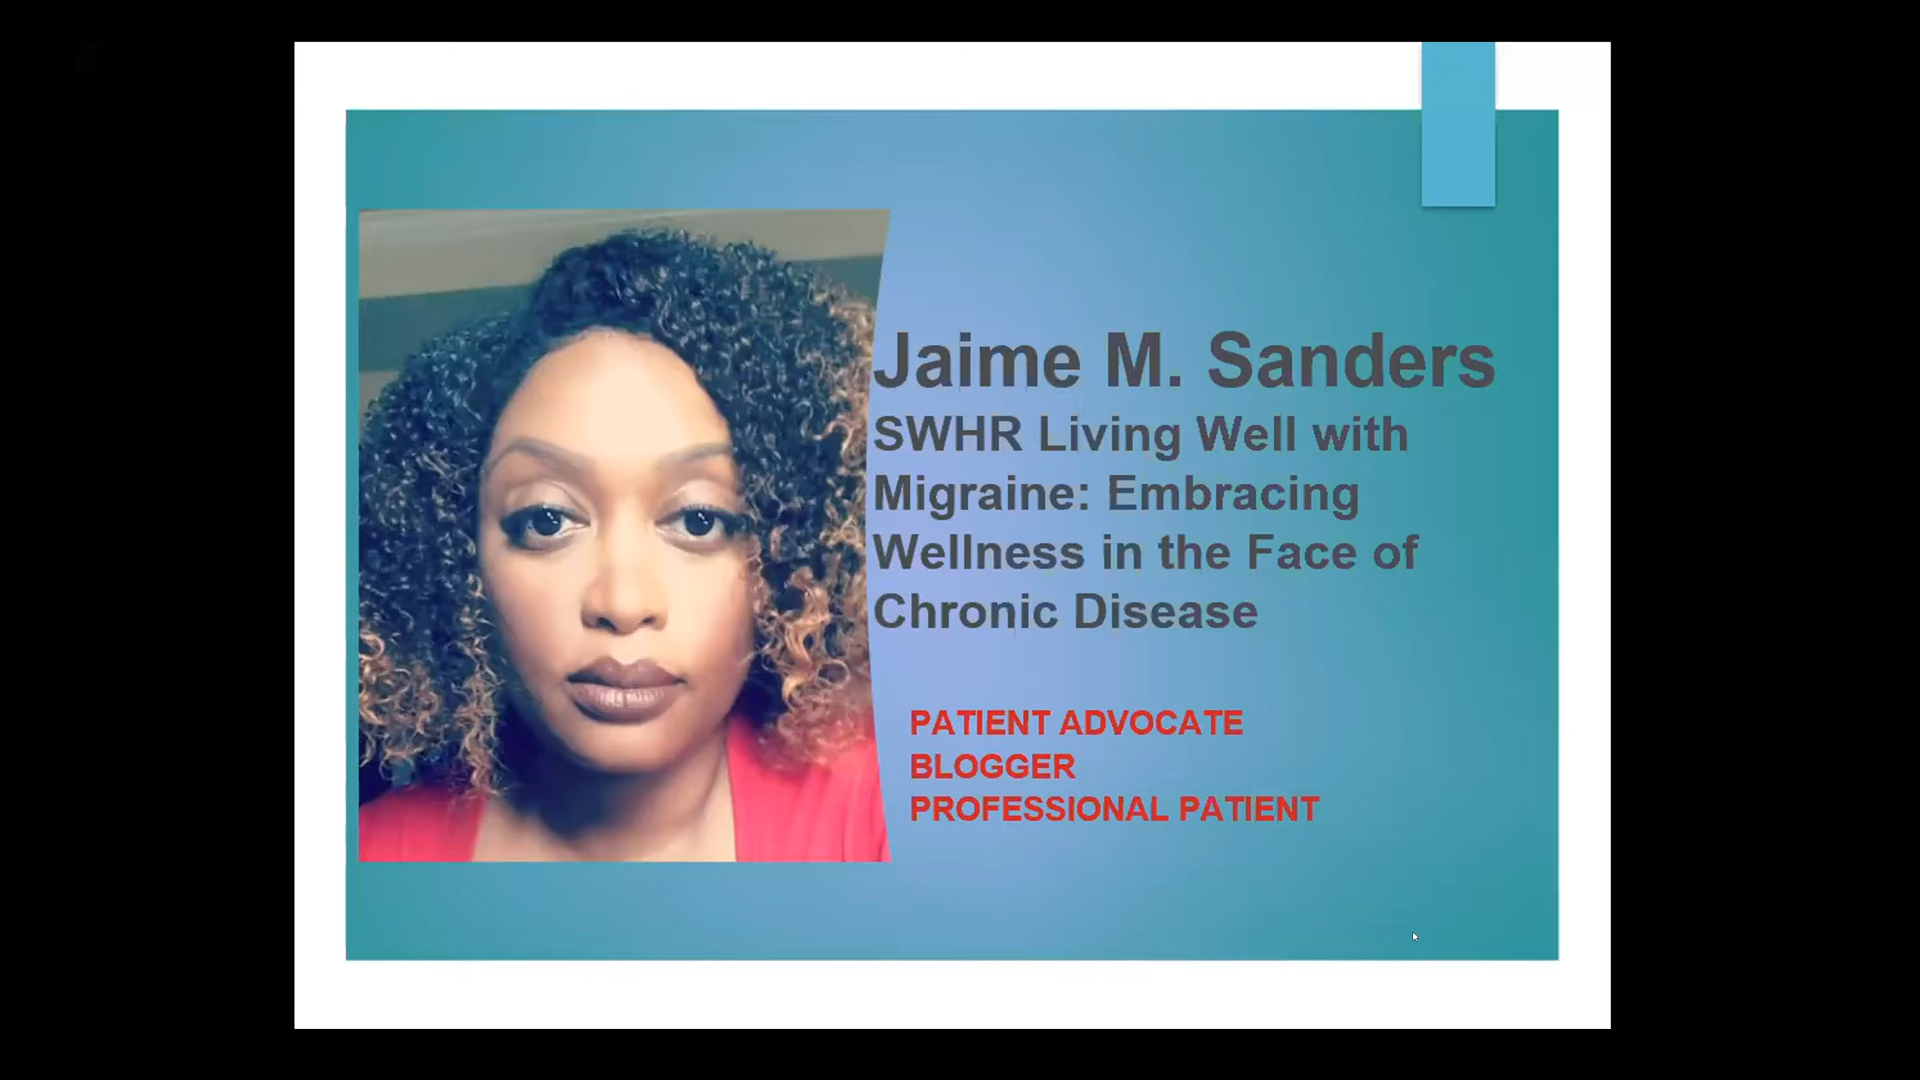 Jaime M. Sanders
SWHR Living Well with
Migraine: Embracing
Wellness in the Face of
Chronic Disease
PATIENT ADVOCATE
BLOGGER
PROFESSIONAL PATIENT